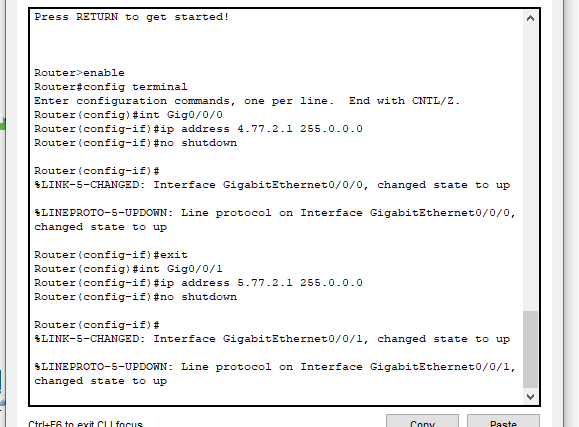 Press RETURN to get started!
Router>enable
Router#config terminal
Enter configuration commands, one per line.  End with CNTL/Z.
Router(config)#int Gig0/0/0
Router(config-if)#ip address 4.77.2.1 255.0.0.0
Router(config-if)#no shutdown
Router(config-if)#
%LINK-5-CHANGED: Interface GigabitEthernet0/0/0, changed state to up
%LINEPROTO-5-UPDOWN: Line protocol on Interface GigabitEthernet0/0/0,
changed state to up
Router(config-if)#exit
Router(config)#int Gig0/0/1
Router(config-if)#ip address 5.77.2.1 255.0.0.0
Router(config-if)#no shutdown
Router(config-if)#
%LINK-5-CHANGED: Interface GigabitEthernet0/0/1, changed state to up
%LINEPROTO-5-UPDOWN: Line protocol on Interface GigabitEthernet0/0/1,
changed state to up
Ctrl+F6 to exit CLI focus
Copy
Paste